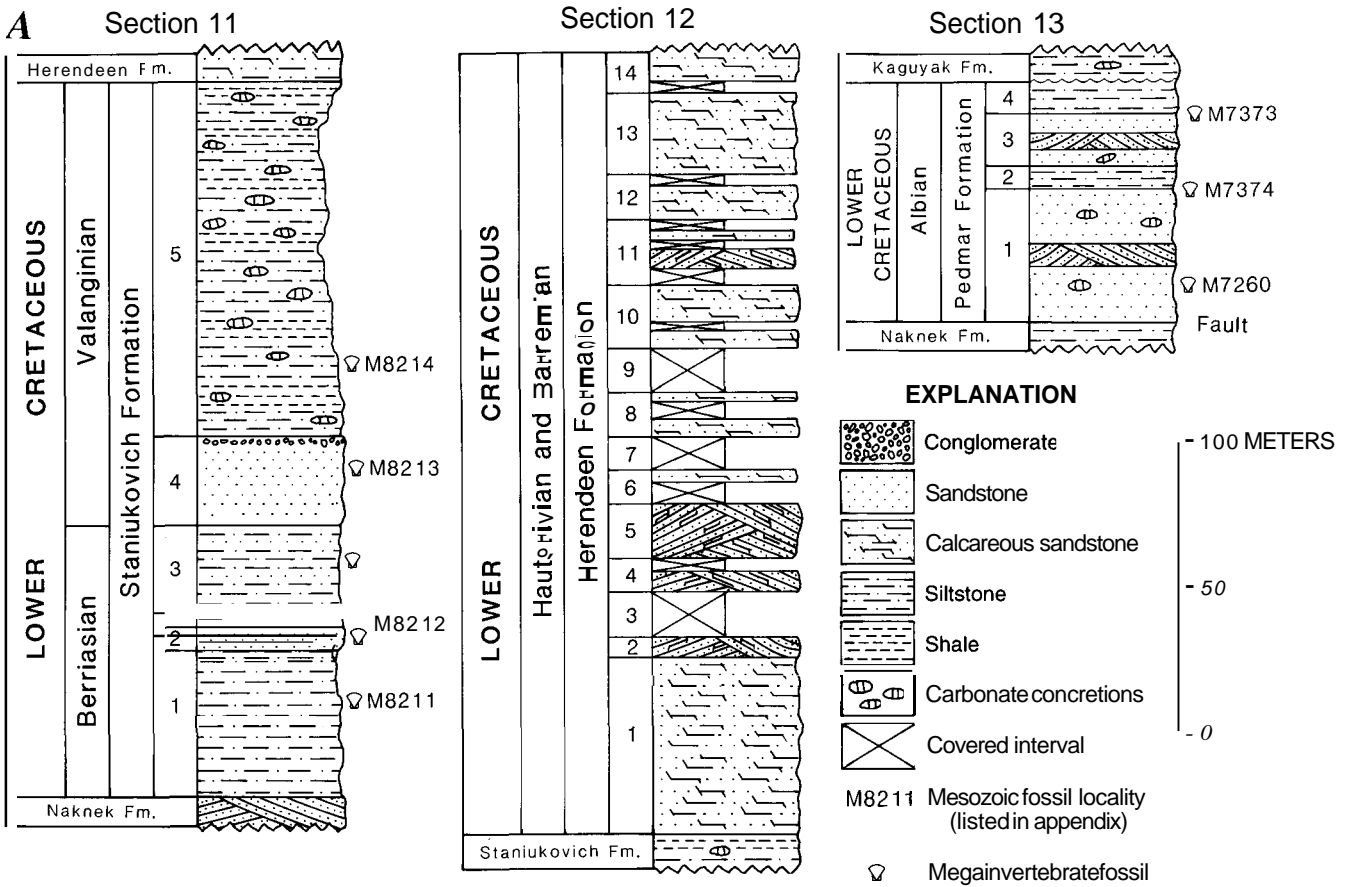 A
Section 11
Herendeen Fm.
LOWER CRETACEOUS
Valanginian
Berriasian
Staniukovich Formation
5
4
3
2
1
M8214
M8213
M8212
M8211
Naknek Fm.
Section 12
LOWER CRETACEOUS
Hauterivian and Barremian
Herendeen Formation
14
13
12
11
10
9
8
7
6
5
4
3
2
1
Staniukovich Fm.
Section 13
Kaguyak Fm.
LOWER
CRETACEOUS
Albian
Pedmar Formation
4
3
2
1
M7373
M7374
M7260
Fault
Naknek Fm.
EXPLANATION
Conglomerate
Sandstone
Calcareous sandstone
Siltstone
Shale
Carbonate concretions
Covered interval
M8211 Mesozoic fossil locality
(listed in appendix)
Megainvertebrate fossil
100 METERS
50
0